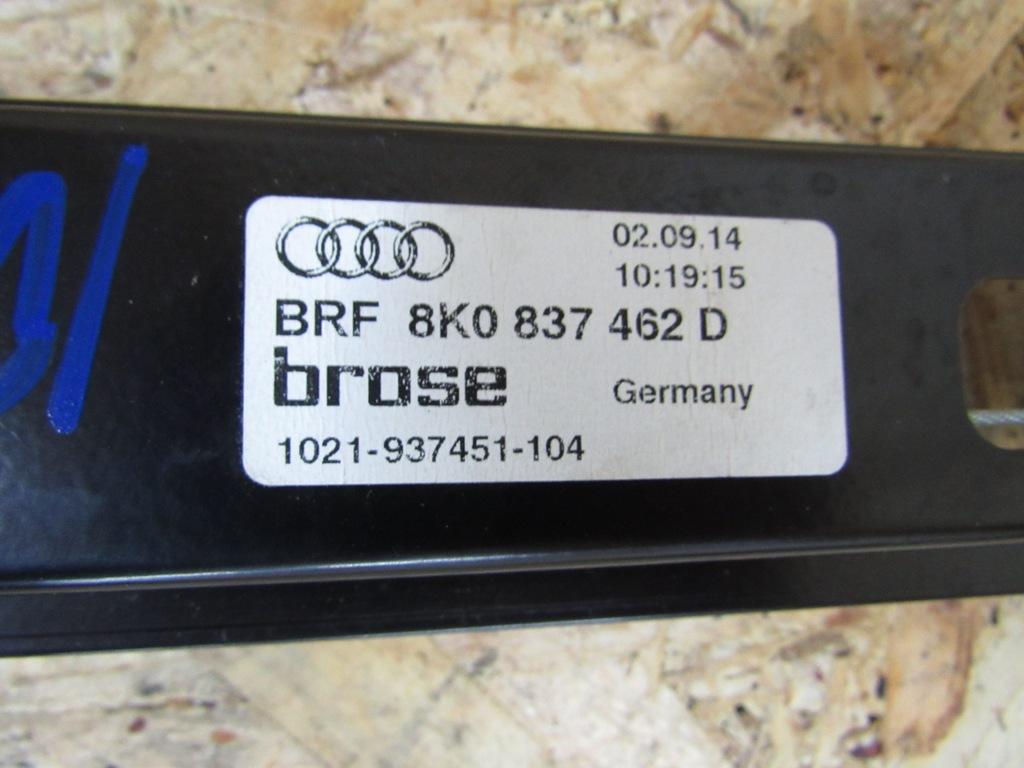 02.09.14
10:19:15
BRF 8K0 837 462 D
brose Germany
1021-937451-104